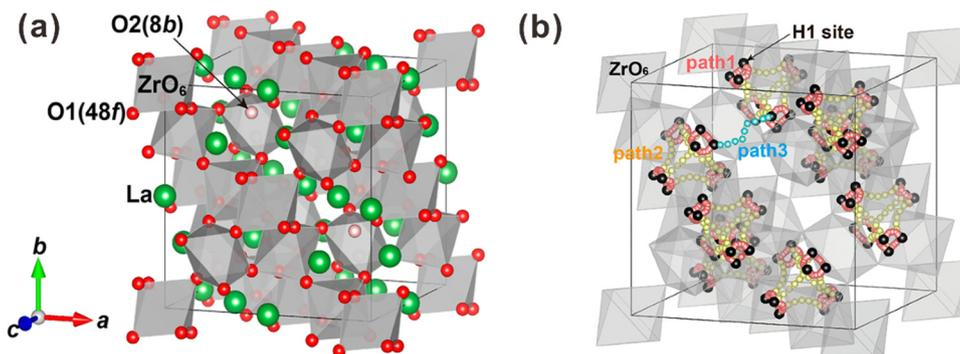 (a)
O2(8b)
ZrO₆
O1(48f)
La
b
c
a
(b)
H1 site
ZrO₆
path1
path2
path3